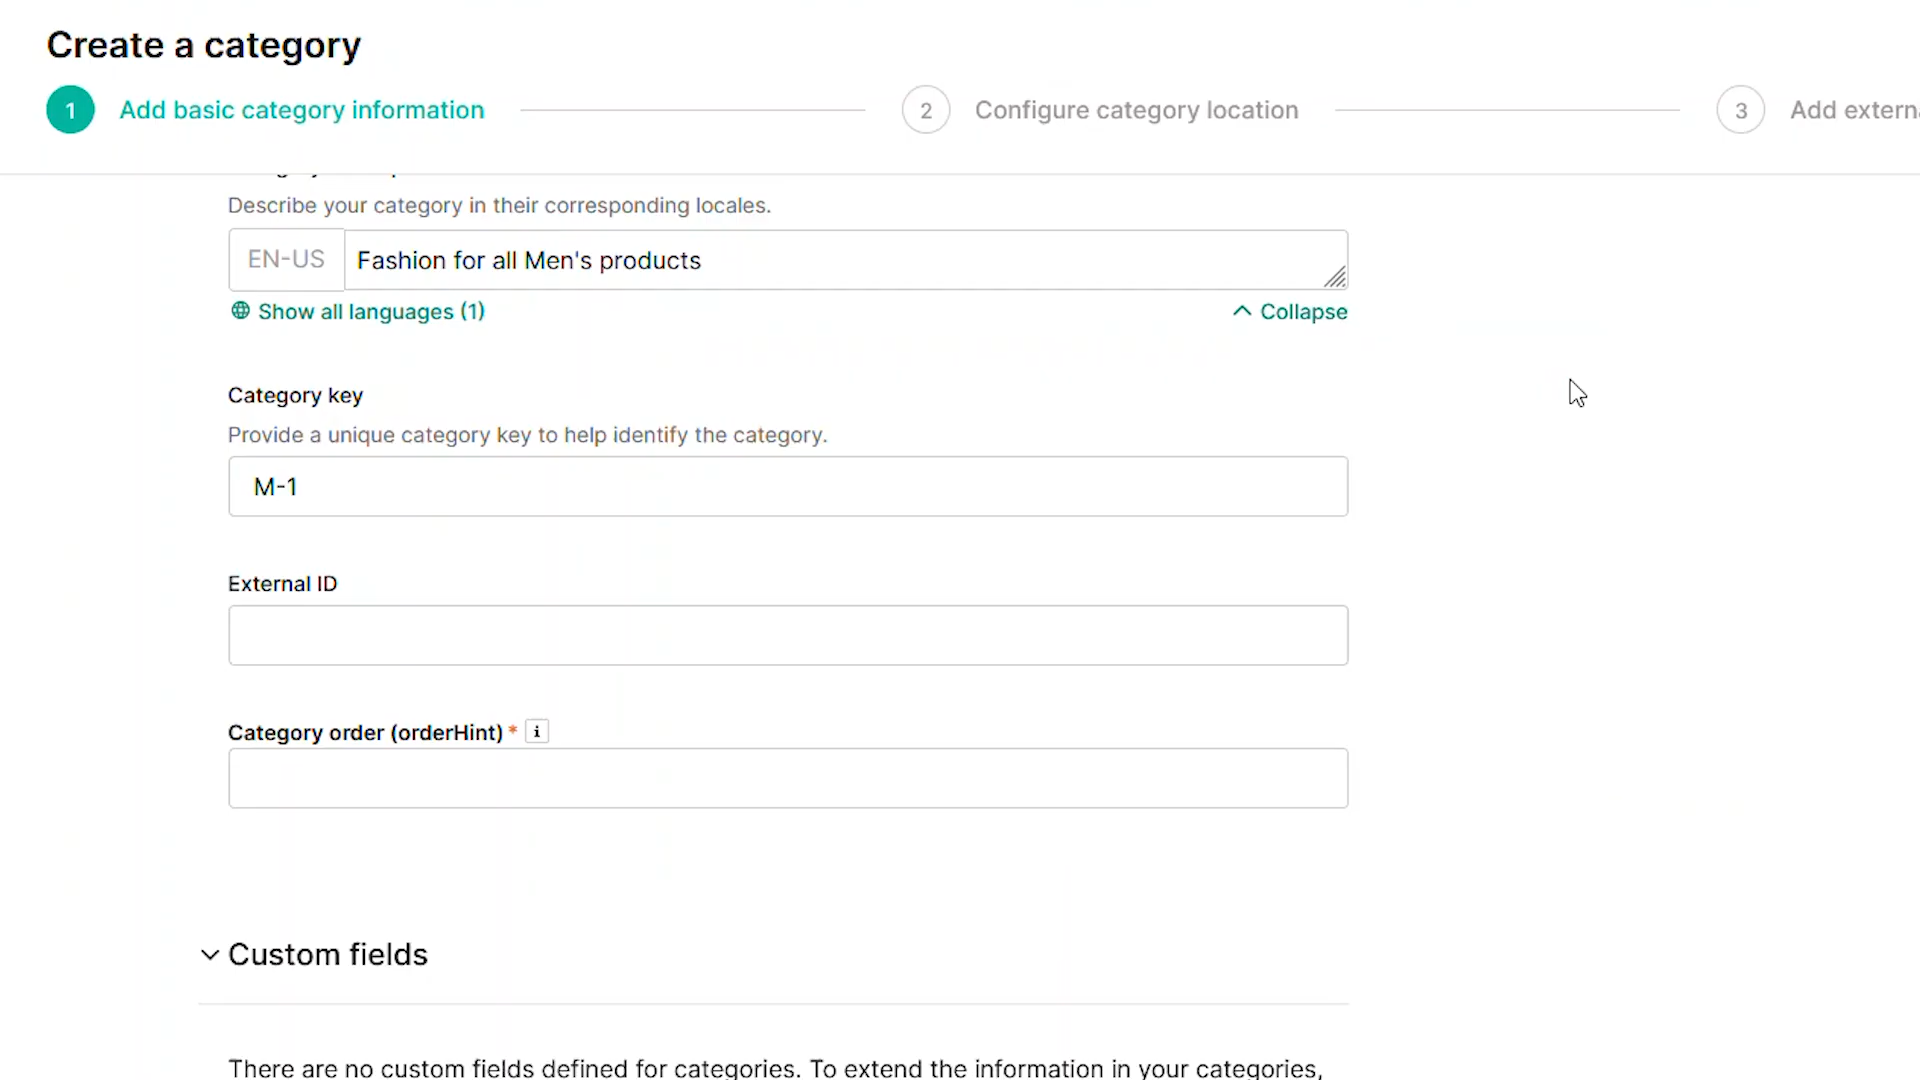 Create a category
1 Add basic category information
2 Configure category location
3 Add externa
Describe your category in their corresponding locales.
EN-US Fashion for all Men's products
Show all languages (1)
Collapse
Category key
Provide a unique category key to help identify the category.
M-1
External ID
Category order (orderHint) * i
Custom fields
There are no custom fields defined for categories. To extend the information in your categories,